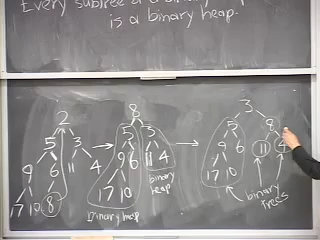 Every subtree of a bina heap
is a binary heap.
2
5 3
9 6 11 4
17 10 8
8
5 3
9 6 11 4
17 10
binary heap
binary
heap
3
5 8
9 6 11 4
17 10
binary
trees